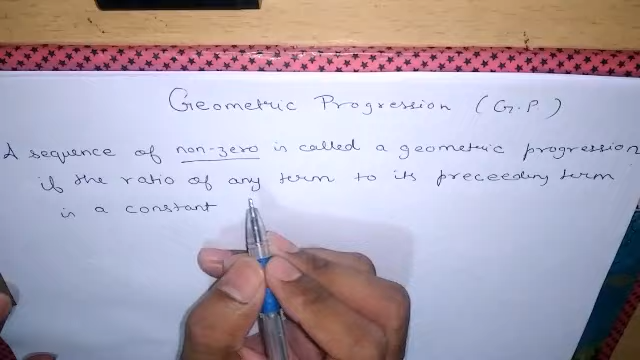 Geometric Progression (G.P.)
A sequence of non-zero is called a geometric progression
if the ratio of any term to its preceeding term
is a constant